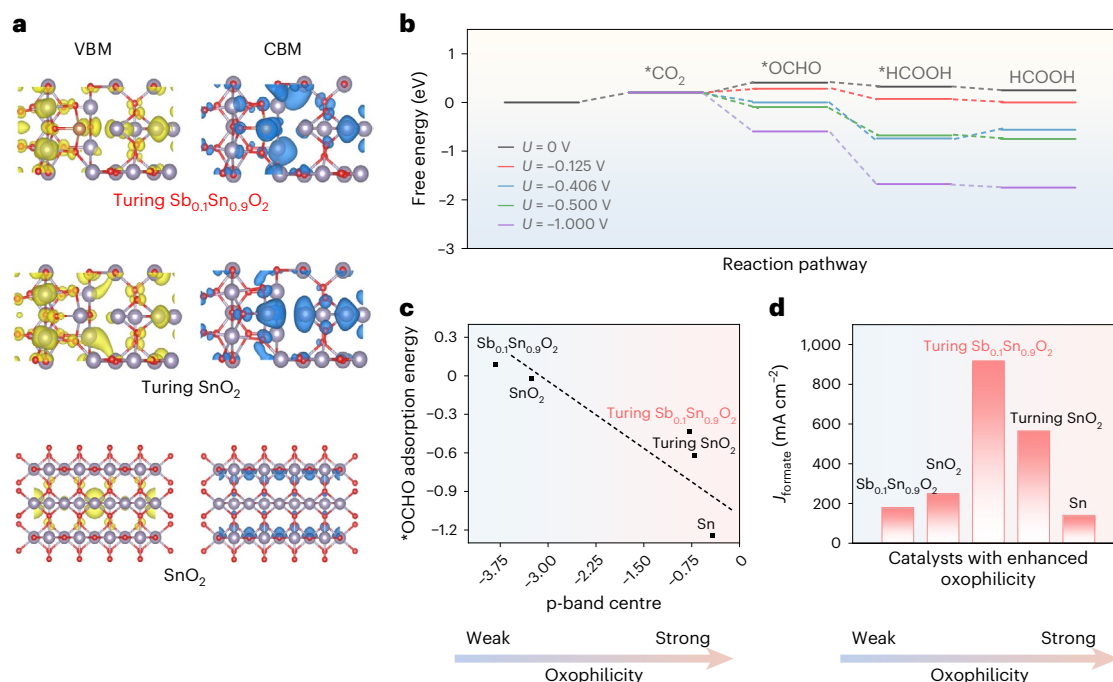 a
VBM
CBM
Turing Sb0.1Sn0.9O2
Turing SnO2
SnO2
b
Free energy (eV)
1
0
−1
−2
−3
*CO2
*OCHO
*HCOOH
HCOOH
U = 0 V
U = −0.125 V
U = −0.406 V
U = −0.500 V
U = −1.000 V
Reaction pathway
c
*OCHO adsorption energy
0.3
0
−0.3
−0.6
−0.9
−1.2
Sb0.1Sn0.9O2
SnO2
Turing Sb0.1Sn0.9O2
Turing SnO2
Sn
−3.75
−3.00
−2.25
−1.50
−0.75
0
p-band centre
Weak
Strong
Oxophilicity
d
Jformate (mA cm−2)
1,000
800
600
400
200
0
Turing Sb0.1Sn0.9O2
Turning SnO2
SnO2
Sb0.1Sn0.9O2
Sn
Catalysts with enhanced
oxophilicity
Weak
Strong
Oxophilicity